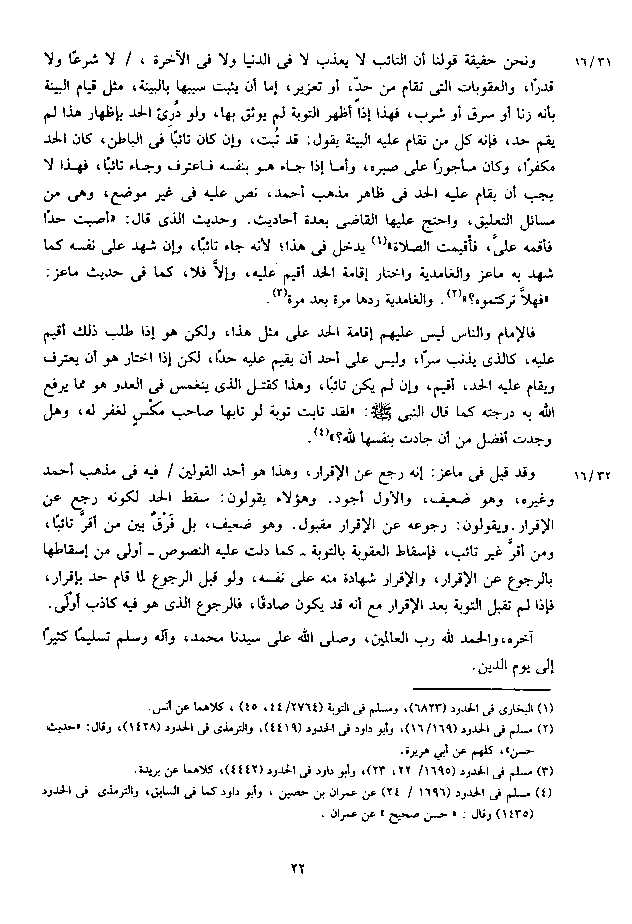 ١٦/٣١ ونحن حقيقة قولنا أن التائب لا يعذب لا فى الدنيا ولا فى الآخرة ، / لا شرعًا ولا
قدرًا، والعقوبات التى تقام من حدّ، أو تعزير، إما أن يثبت سببها بالبينة، مثل قيام البينة
بأنه زنا أو سرق أو شرب، فهذا إذا أظهر التوبة لم يوثق بها، ولو دُرِئ الحد بإظهار هذا لم
يقم حد، فإنه كل من تقام عليه البينة يقول: قد تُبت، وإن كان تائبًا فى الباطن، كان الحد
مكفرًا، وكان مأجورًا على صبره، وأما إذا جاء هو بنفسه فاعترف وجاء تائبًا، فهذا لا
يجب أن يقام عليه الحد فى ظاهر مذهب أحمد، نص عليه فى غير موضع، وهى من
مسائل التعليق، واحتج عليها القاضى بعدة أحاديث. وحديث الذى قال: «أصبت حدًا
فأقمه علىَّ، فأقيمت الصلاة»(١) يدخل فى هذا؛ لأنه جاء تائبًا، وإن شهد على نفسه كما
شهد به ماعز والغامدية واختار إقامة الحد أقيم عليه، وإلاَّ فلا، كما فى حديث ماعز:
«فهلاَّ تركتموه؟»(٢). والغامدية ردها مرة بعد مرة(٣).
فالإمام والناس ليس عليهم إقامة الحد على مثل هذا، ولكن هو إذا طلب ذلك أقيم
عليه، كالذى يذنب سرًا، وليس على أحد أن يقيم عليه حدًا، لكن إذا اختار هو أن يعترف
ويقام عليه الحد، أقيم، وإن لم يكن تائبًا، وهذا كقتل الذى ينغمس فى العدو هو مما يرفع
الله به درجته كما قال النبى ﷺ: «لقد تابت توبة لو تابها صاحب مكْسٍ لغفر له، وهل
وجدت أفضل من أن جادت بنفسها لله؟»(٤).
١٦/٣٢ وقد قيل فى ماعز: إنه رجع عن الإقرار، وهذا هو أحد القولين / فيه فى مذهب أحمد
وغيره، وهو ضعيف، والأول أجود. وهؤلاء يقولون: سقط الحد لكونه رجع عن
الإقرار. ويقولون: رجوعه عن الإقرار مقبول. وهو ضعيف، بل فَرْقٌ بين من أقرَّ تائبًا،
ومن أقرَّ غير تائب، فإسقاط العقوبة بالتوبة ـ كما دلت عليه النصوص ـ أولى من إسقاطها
بالرجوع عن الإقرار، والإقرار شهادة منه على نفسه، ولو قبل الرجوع لما قام حد بإقرار،
فإذا لم تقبل التوبة بعد الإقرار مع أنه قد يكون صادقًا، فالرجوع الذى هو فيه كاذب أولَى.
آخره، والحمد لله رب العالمين، وصلى الله على سيدنا محمد، وآله وسلم تسليمًا كثيرًا
إلى يوم الدين.
(١) البخارى فى الحدود (٦٨٢٣)، ومسلم فى التوبة (٤٤/٢٧٦٤، ٤٥) ، كلاهما عن أنس.
(٢) مسلم فى الحدود (١٦/١٦٩)، وأبو داود فى الحدود (٤٤١٩)، والترمذى فى الحدود (١٤٢٨)، وقال: «حديث
حسن»، كلهم عن أبي هريرة.
(٣) مسلم فى الحدود (١٦٩٥/ ٢٢، ٢٣)، وأبو داود فى الحدود (٤٤٤٢)، كلاهما عن بريدة.
(٤) مسلم فى الحدود (١٦٩٦/ ٢٤) عن عمران بن حصين ، وأبو داود كما فى السابق، والترمذى فى الحدود
(١٤٣٥) وقال : « حسن صحيح » عن عمران .
٢٢